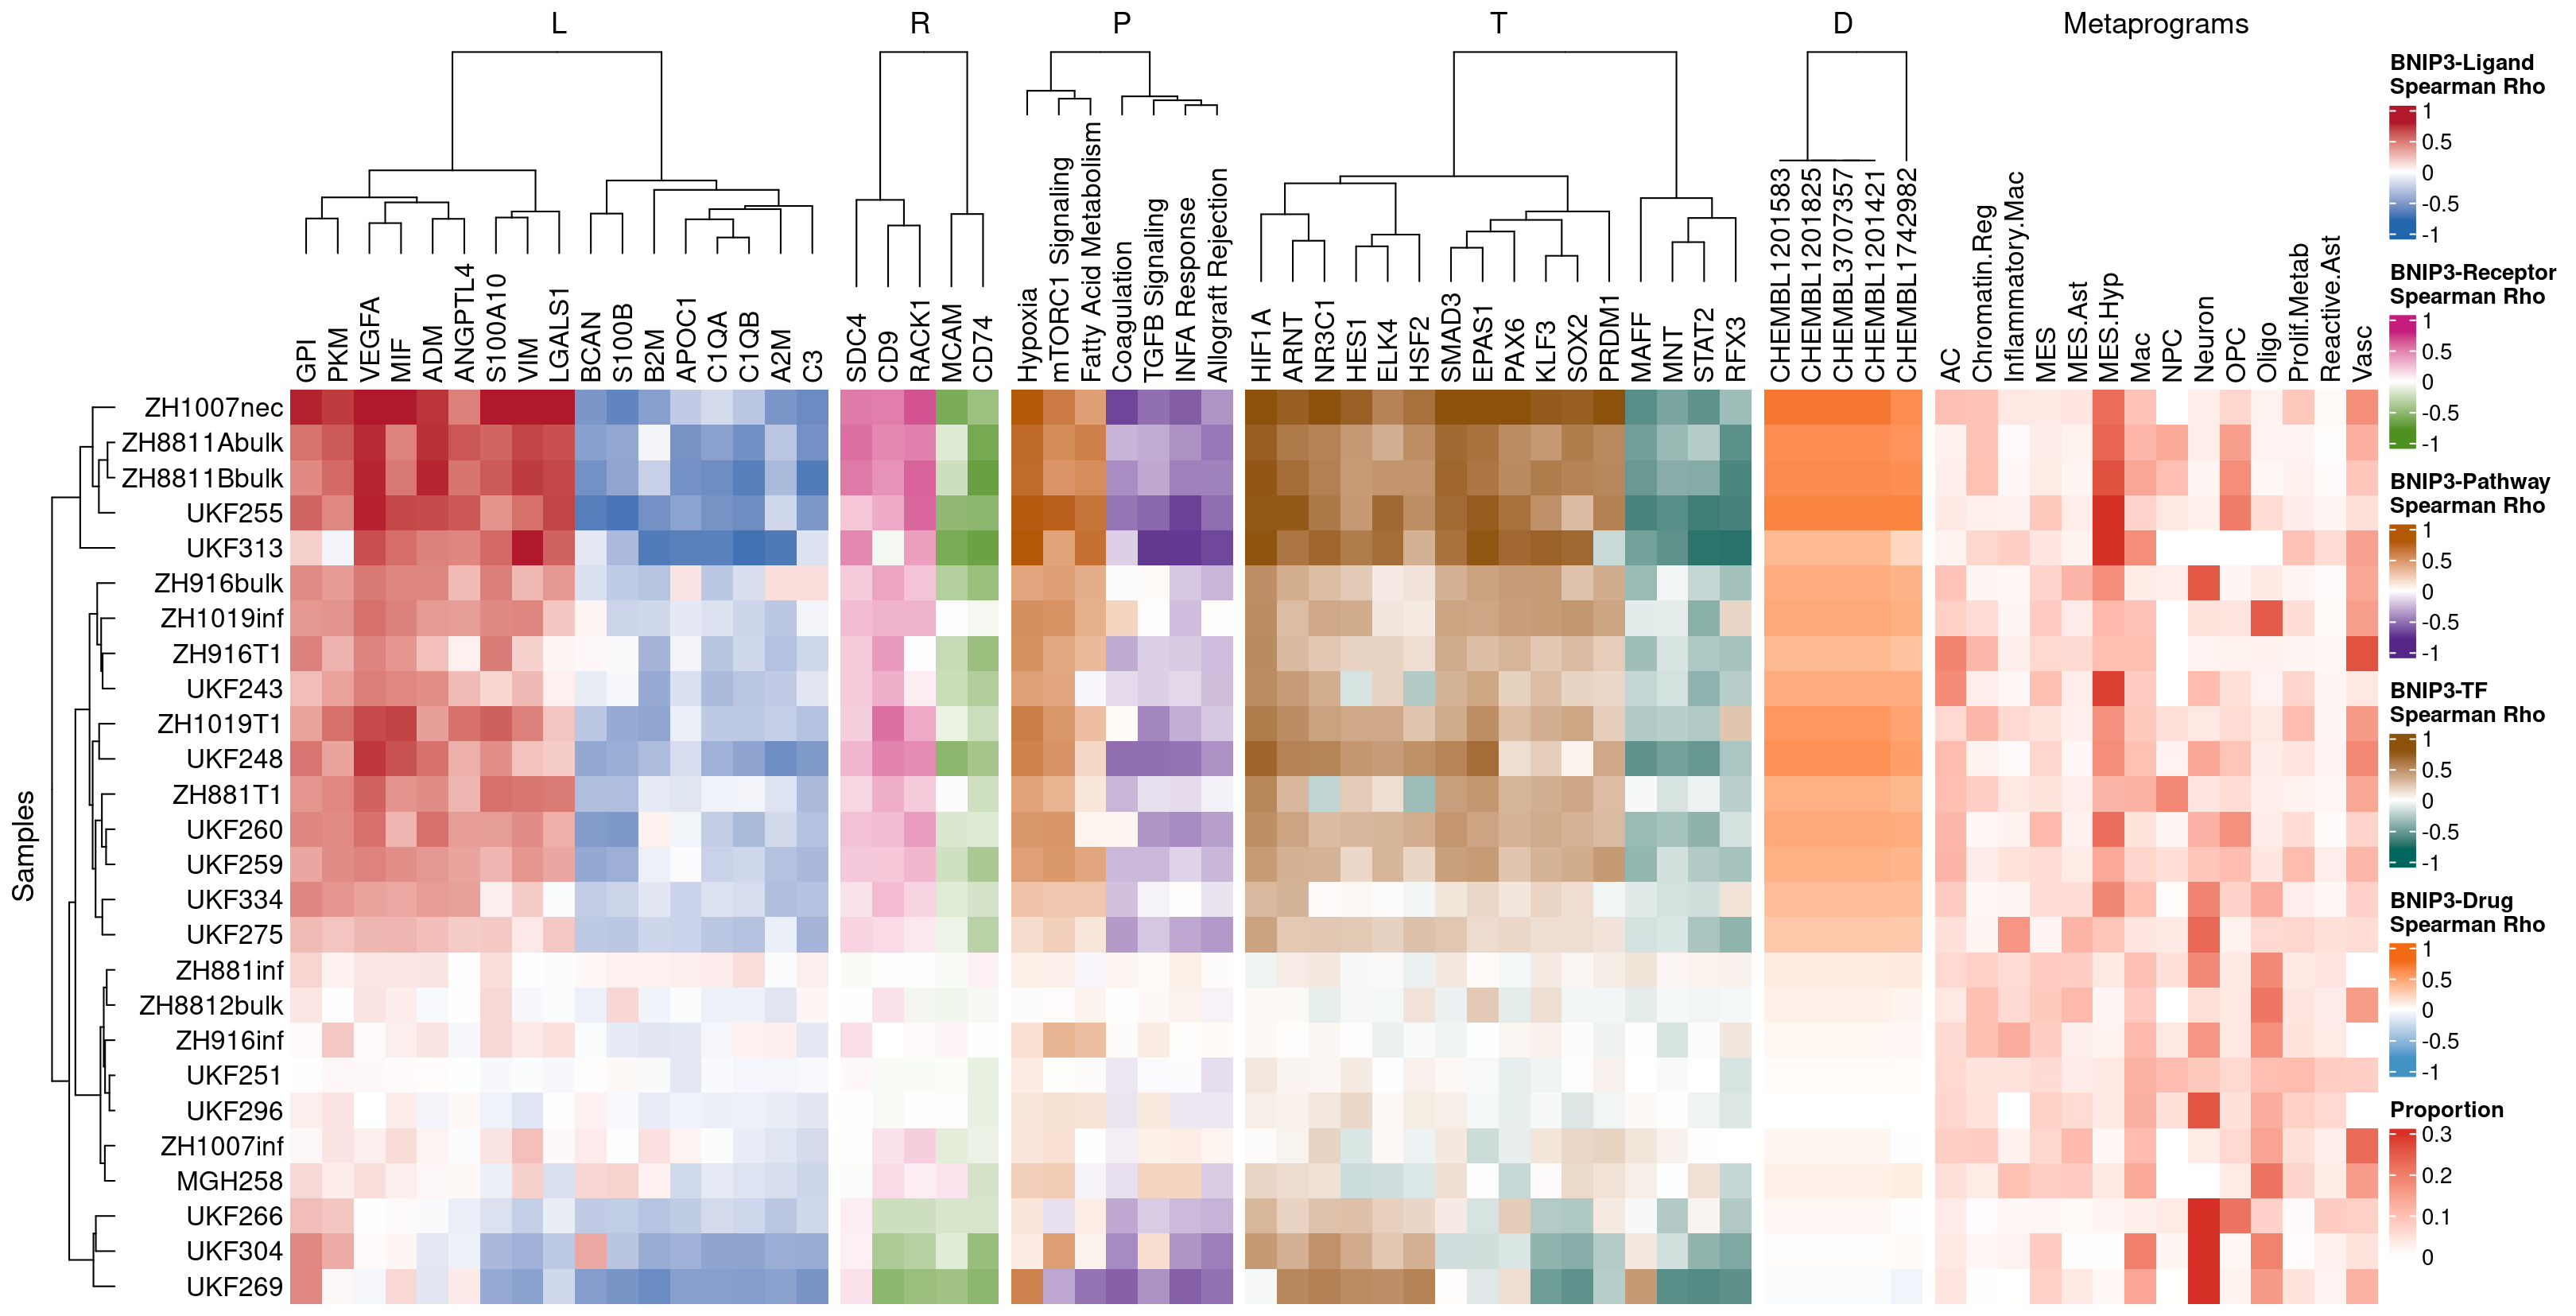 L
R
P
T
D
Metaprograms
GPI
PKM
VEGFA
MIF
ADM
ANGPTL4
S100A10
VIM
LGALS1
BCAN
S100B
B2M
APOC1
C1QA
C1QB
A2M
C3
SDC4
CD9
RACK1
MCAM
CD74
Hypoxia
mTORC1 Signaling
Fatty Acid Metabolism
Coagulation
TGFB Signaling
INFA Response
Allograft Rejection
HIF1A
ARNT
NR3C1
HES1
ELK4
HSF2
SMAD3
EPAS1
PAX6
KLF3
SOX2
PRDM1
MAFF
MNT
STAT2
RFX3
CHEMBL1201583
CHEMBL1201825
CHEMBL3707357
CHEMBL1201421
CHEMBL1742982
AC
Chromatin.Reg
Inflammatory.Mac
MES
MES.Ast
MES.Hyp
Mac
NPC
Neuron
OPC
Oligo
Prolif.Metab
Reactive.Ast
Vasc
Samples
ZH1007nec
ZH8811Abulk
ZH8811Bbulk
UKF255
UKF313
ZH916bulk
ZH1019inf
ZH916T1
UKF243
ZH1019T1
UKF248
ZH881T1
UKF260
UKF259
UKF334
UKF275
ZH881inf
ZH8812bulk
ZH916inf
UKF251
UKF296
ZH1007inf
MGH258
UKF266
UKF304
UKF269
BNIP3-Ligand
Spearman Rho
1
0.5
0
-0.5
-1
BNIP3-Receptor
Spearman Rho
1
0.5
0
-0.5
-1
BNIP3-Pathway
Spearman Rho
1
0.5
0
-0.5
-1
BNIP3-TF
Spearman Rho
1
0.5
0
-0.5
-1
BNIP3-Drug
Spearman Rho
1
0.5
0
-0.5
-1
Proportion
0.3
0.2
0.1
0